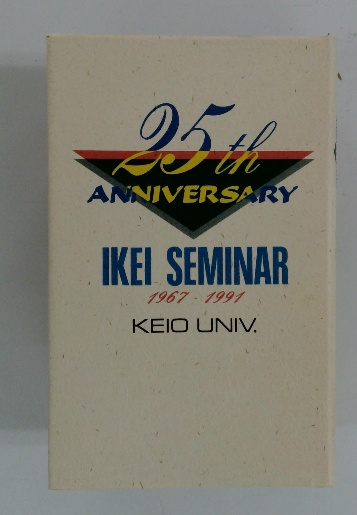 25th
ANNIVERSARY
IKEI SEMINAR
1967 - 1991
KEIO UNIV.